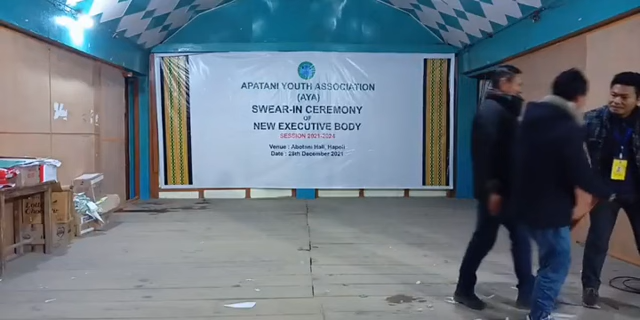 APATANI YOUTH ASSOCIATION
(AYA)
SWEAR-IN CEREMONY
OF
NEW EXECUTIVE BODY
SESSION 2021-2024
Venue : Abotani Hall, Hapoli
Date : 29th December 2021